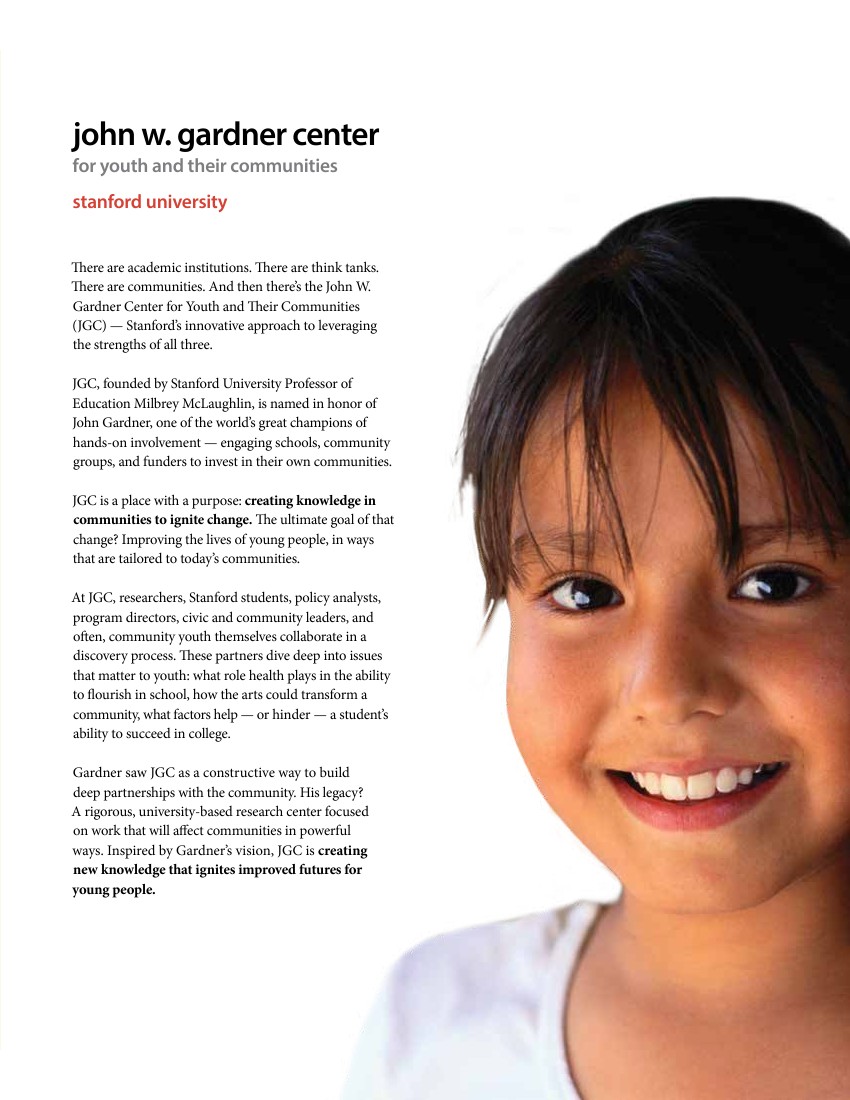 john w. gardner center
for youth and their communities
stanford university
There are academic institutions. There are think tanks.
There are communities. And then there's the John W.
Gardner Center for Youth and Their Communities
(JGC) — Stanford's innovative approach to leveraging
the strengths of all three.
JGC, founded by Stanford University Professor of
Education Milbrey McLaughlin, is named in honor of
John Gardner, one of the world's great champions of
hands-on involvement — engaging schools, community
groups, and funders to invest in their own communities.
JGC is a place with a purpose: creating knowledge in
communities to ignite change. The ultimate goal of that
change? Improving the lives of young people, in ways
that are tailored to today's communities.
At JGC, researchers, Stanford students, policy analysts,
program directors, civic and community leaders, and
often, community youth themselves collaborate in a
discovery process. These partners dive deep into issues
that matter to youth: what role health plays in the ability
to flourish in school, how the arts could transform a
community, what factors help — or hinder — a student's
ability to succeed in college.
Gardner saw JGC as a constructive way to build
deep partnerships with the community. His legacy?
A rigorous, university-based research center focused
on work that will affect communities in powerful
ways. Inspired by Gardner's vision, JGC is creating
new knowledge that ignites improved futures for
young people.